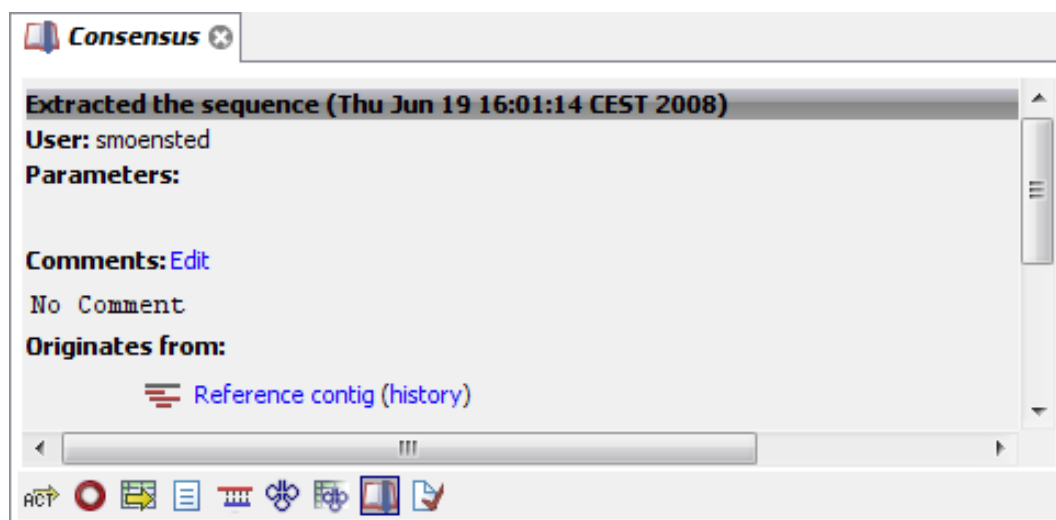 Consensus
Extracted the sequence (Thu Jun 19 16:01:14 CEST 2008)
User: smoensted
Parameters:
Comments: Edit
No Comment
Originates from:
Reference contig (history)
ACT